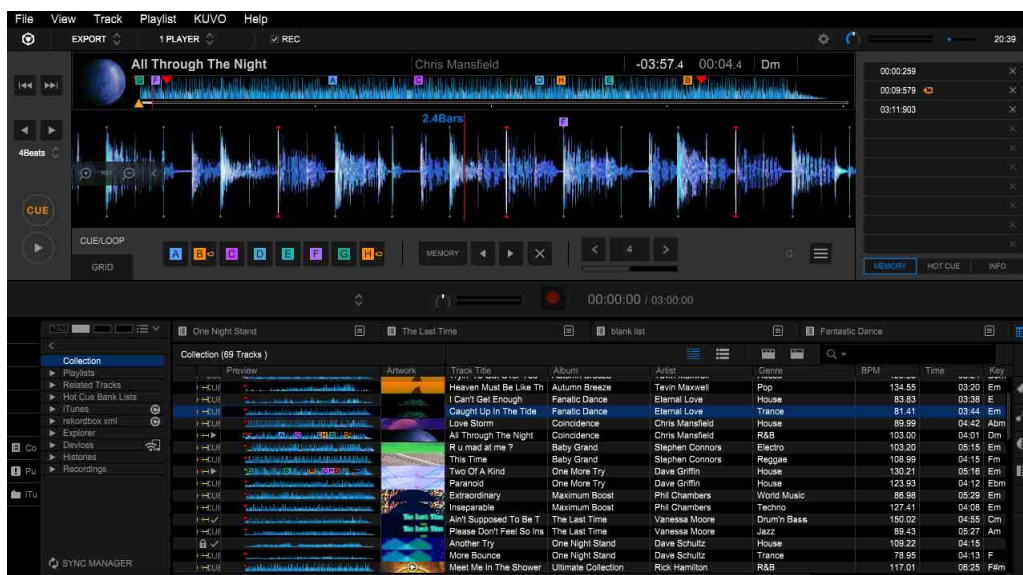 File View Track Playlist KUVO Help
EXPORT 1 PLAYER REC 20:39
All Through The Night Chris Mansfield -03:57.4 00:04.4 Dm
G F A C D H E B
2.4Bars
F
4Beats
RST
CUE
CUE/LOOP
GRID
A B C D E F G H
MEMORY 4
00:00:259
00:09:579
03:11:903
MEMORY HOT CUE INFO
00:00:00 / 03:00:00
One Night Stand The Last Time blank list Fantastic Dance
Collection (69 Tracks )
Collection
Playlists
Related Tracks
Hot Cue Bank Lists
iTunes
rekordbox xml
Explorer
Devices
Histories
Recordings
SYNC MANAGER
Co
Pu
iTu
Preview Artwork Track Title Album Artist Genre BPM Time Key
Heaven Must Be Like Th Autumn Breeze Tevin Maxwell Pop 134.55 03:20 Em
I Can't Get Enough Fanatic Dance Eternal Love House 83.83 03:38 E
Caught Up In The Tide Fanatic Dance Eternal Love Trance 81.41 03:44 Em
Love Storm Coincidence Chris Mansfield House 89.99 04:42 Abm
All Through The Night Coincidence Chris Mansfield R&B 103.00 04:01 Dm
R u mad at me ? Baby Grand Stephen Connors Electro 103.20 05:15 Em
This Time Baby Grand Stephen Connors Reggae 108.99 04:15 Fm
Two Of A Kind One More Try Dave Griffin House 130.21 05:16 Em
Paranoid One More Try Dave Griffin House 123.93 04:12 Ebm
Extraordinary Maximum Boost Phil Chambers World Music 86.98 05:29 Em
Inseparable Maximum Boost Phil Chambers Techno 127.41 04:08 Em
Ain't Supposed To Be T The Last Time Vanessa Moore Drum'n Bass 150.02 04:55 Cm
Please Don't Feel So Ins The Last Time Vanessa Moore Jazz 89.43 05:27 Am
Another Try One Night Stand Dave Schultz House 109.22 04:15
More Bounce One Night Stand Dave Schultz Trance 78.95 04:13 F
Meet Me In The Shower Ultimate Collection Rick Hamilton R&B 117.01 06:25 F#m